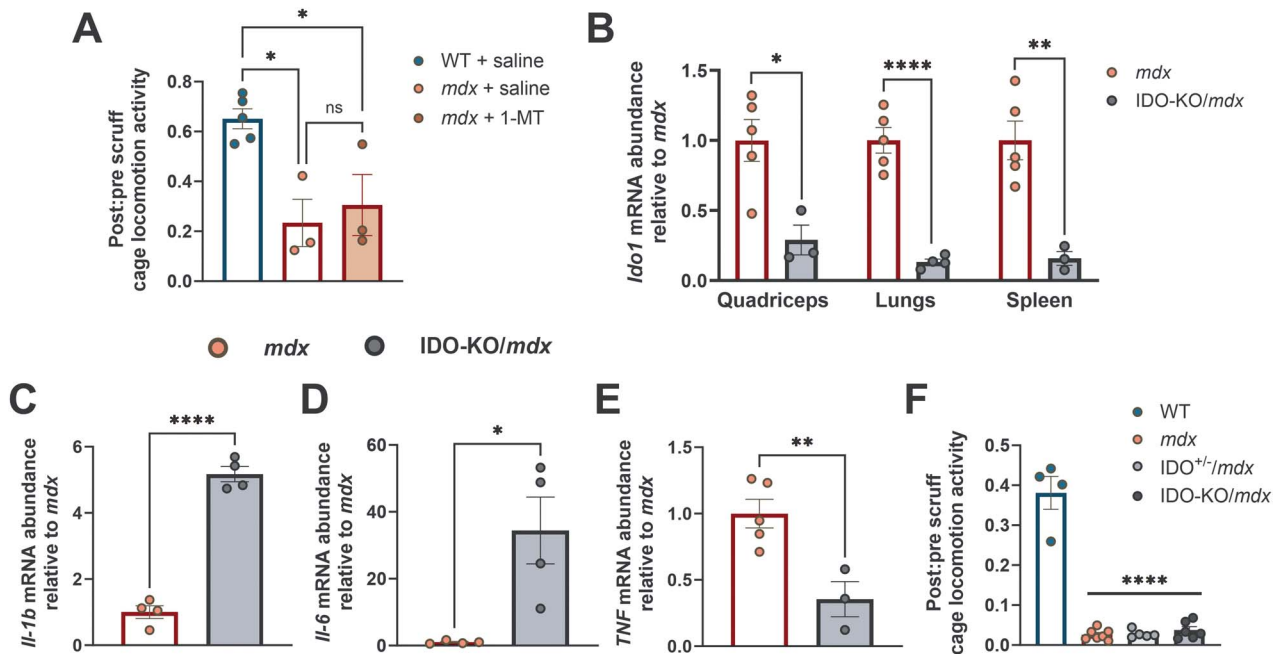 A
Post:pre scruff
cage locomotion activity
0.8
0.6
0.4
0.2
0.0
*
*
ns
WT + saline
mdx + saline
mdx + 1-MT
B
Ido1 mRNA abundance
relative to mdx
1.5
1.0
0.5
0.0
*
****
**
Quadriceps
Lungs
Spleen
mdx
IDO-KO/mdx
mdx
IDO-KO/mdx
C
Il-1b mRNA abundance
relative to mdx
6
4
2
0
****
D
Il-6 mRNA abundance
relative to mdx
60
40
20
0
*
E
TNF mRNA abundance
relative to mdx
1.5
1.0
0.5
0.0
**
F
Post:pre scruff
cage locomotion activity
0.5
0.4
0.3
0.2
0.1
0.0
****
WT
mdx
IDO+/-/mdx
IDO-KO/mdx